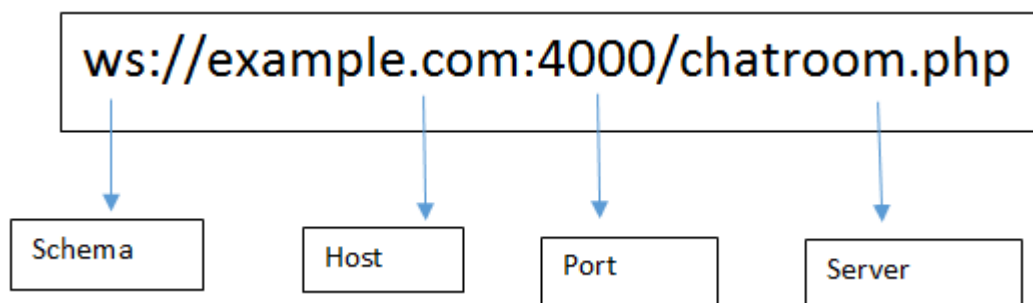 ws://example.com:4000/chatroom.php
Schema
Host
Port
Server